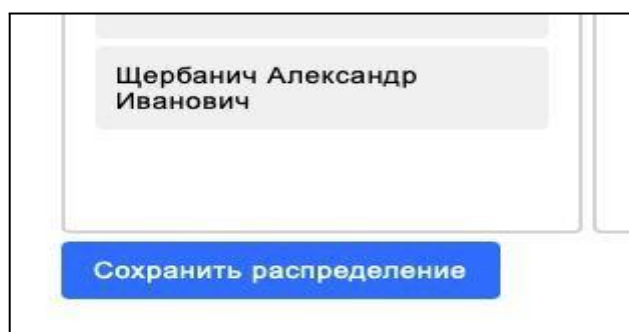 Щербанич Александр
Иванович
Сохранить распределение